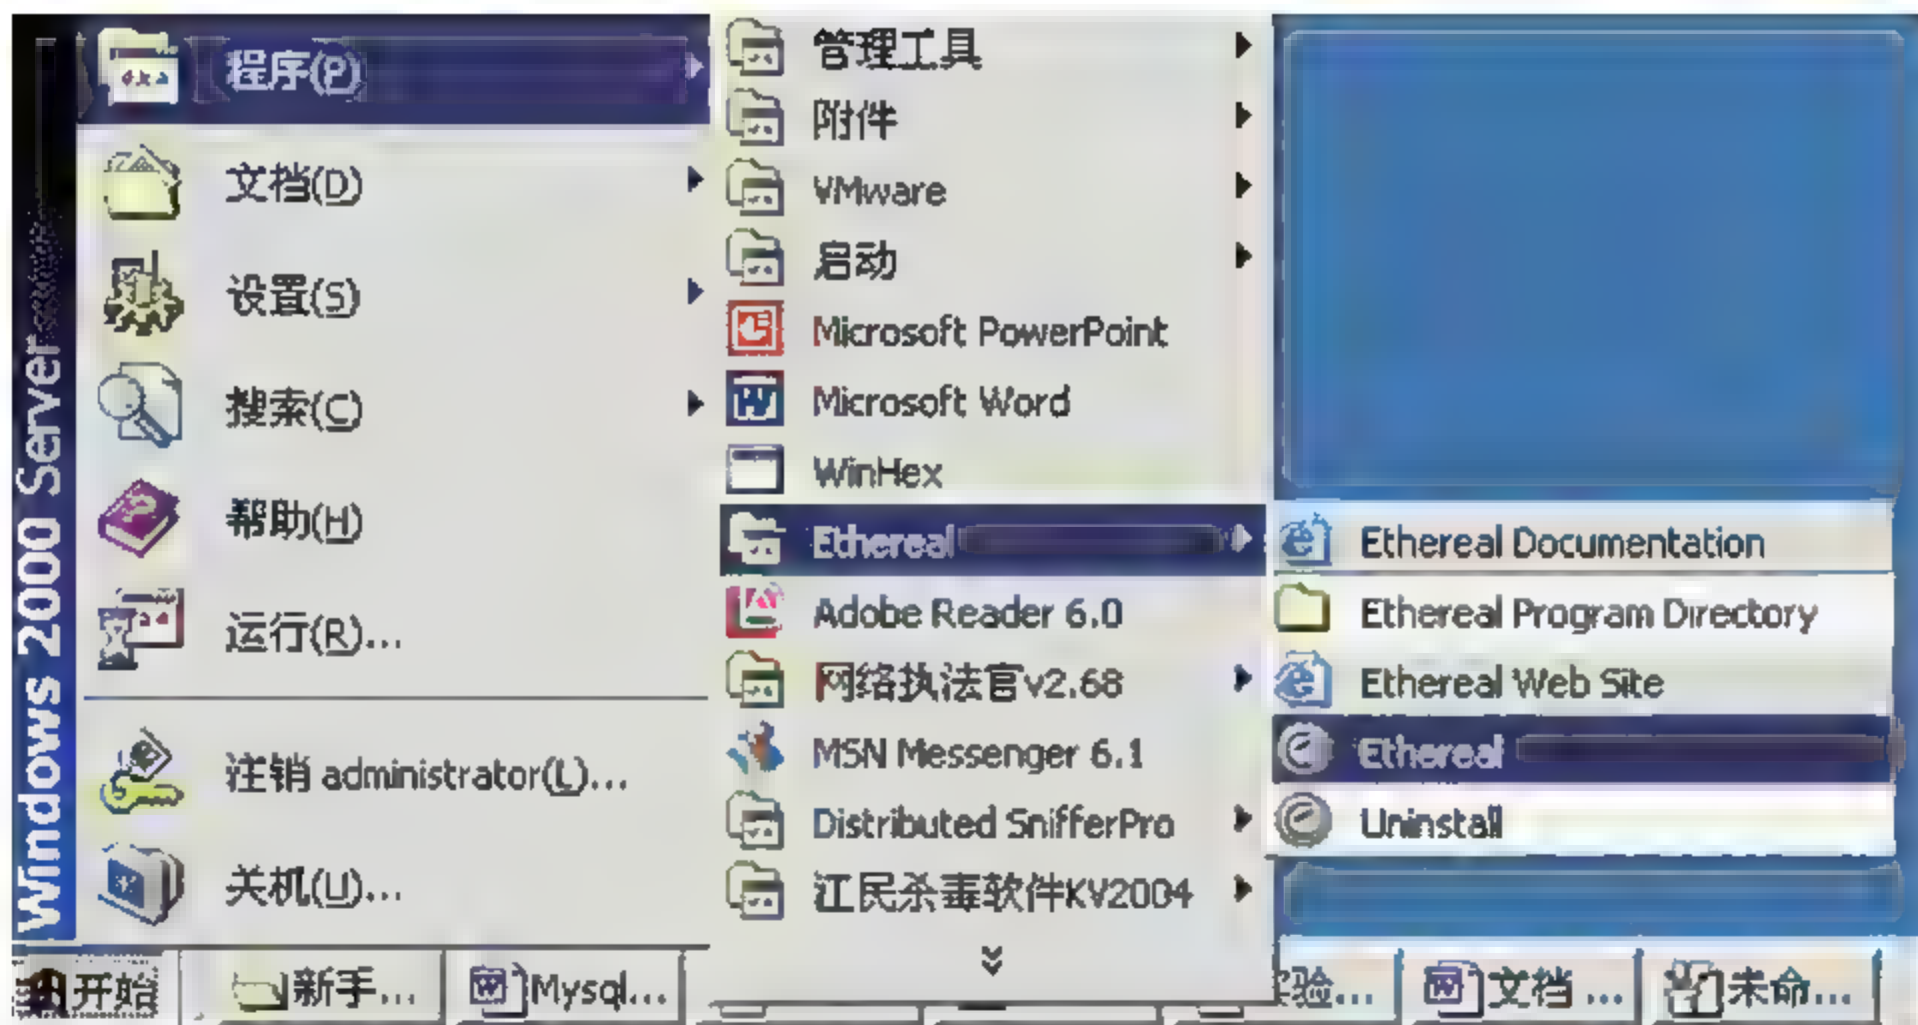 Windows 2000 Server
程序(P)
文档(D)
设置(S)
搜索(C)
帮助(H)
运行(R)...
注销 administrator(L)...
关机(U)...
管理工具
附件
VMware
启动
Microsoft PowerPoint
Microsoft Word
WinHex
Ethereal
Adobe Reader 6.0
网络执法官v2.68
MSN Messenger 6.1
Distributed SnifferPro
江民杀毒软件KV2004
Ethereal Documentation
Ethereal Program Directory
Ethereal Web Site
Ethereal
Uninstall
开始
新手...
Mysql...
验...
文档 ...
未命...